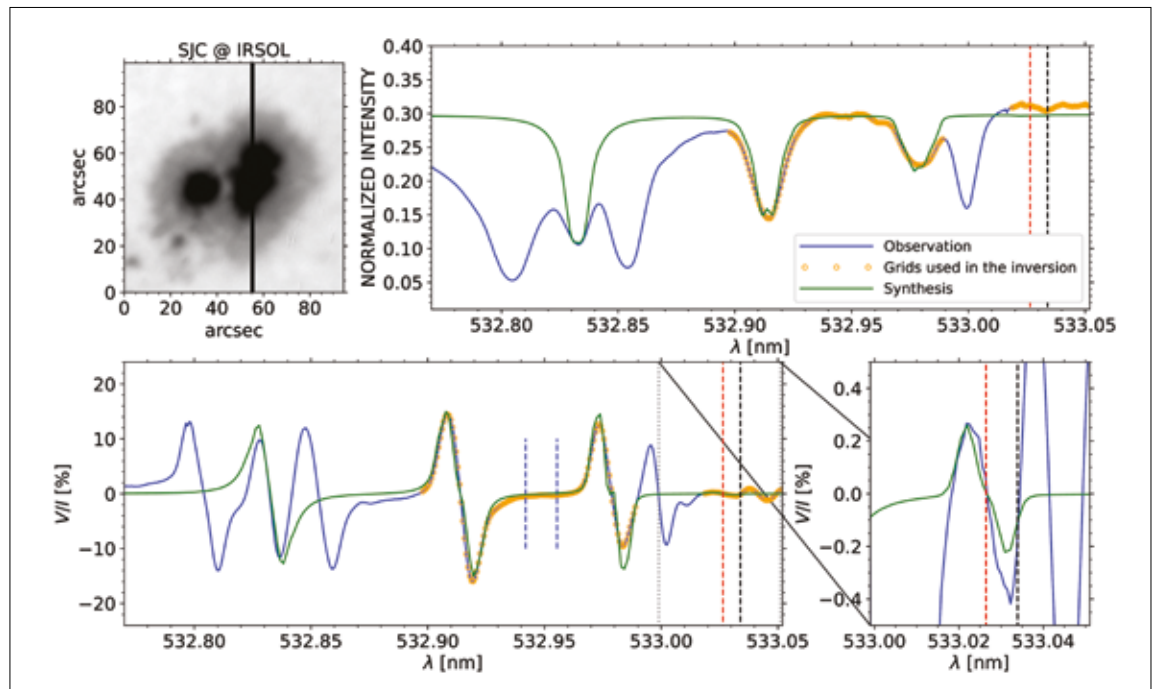 SJC @ IRSOL
arcsec
80
60
40
20
0
0 20 40 60 80
arcsec
NORMALIZED INTENSITY
0.40
0.35
0.30
0.25
0.20
0.15
0.10
0.05
Observation
Grids used in the inversion
Synthesis
532.80 532.85 532.90 532.95 533.00 533.05
λ [nm]
V/I [%]
20
10
0
−10
−20
532.80 532.85 532.90 532.95 533.00 533.05
λ [nm]
V/I [%]
0.4
0.2
0.0
−0.2
−0.4
533.00 533.02 533.04
λ [nm]